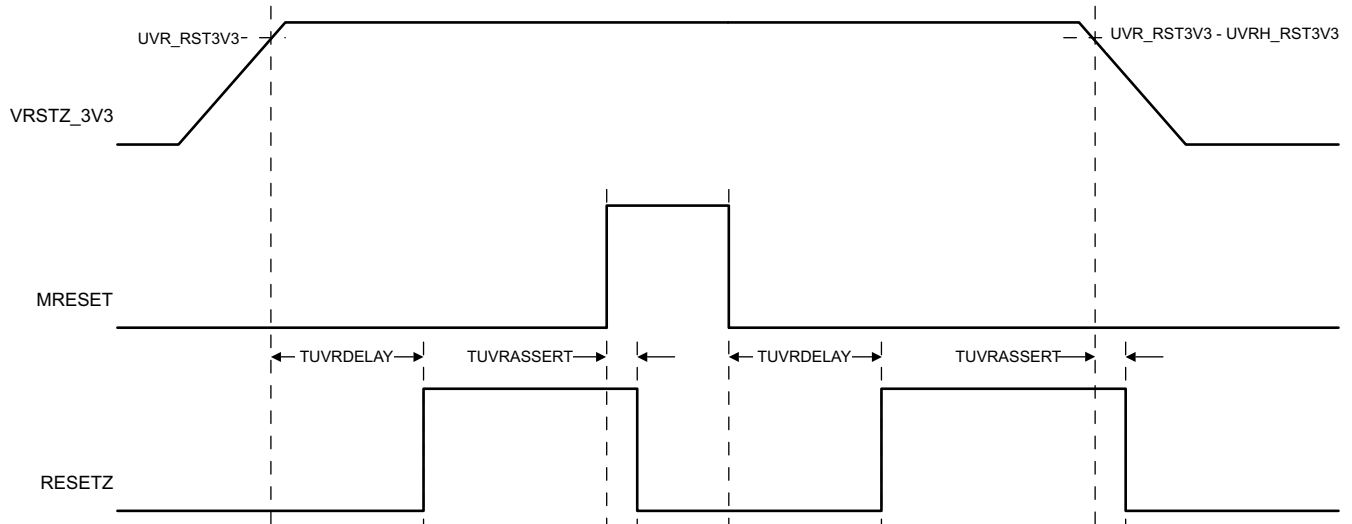 UVR_RST3V3
UVR_RST3V3 - UVRH_RST3V3
VRSTZ_3V3
MRESET
TUVRDELAY
TUVRASSERT
TUVRDELAY
TUVRASSERT
RESETZ